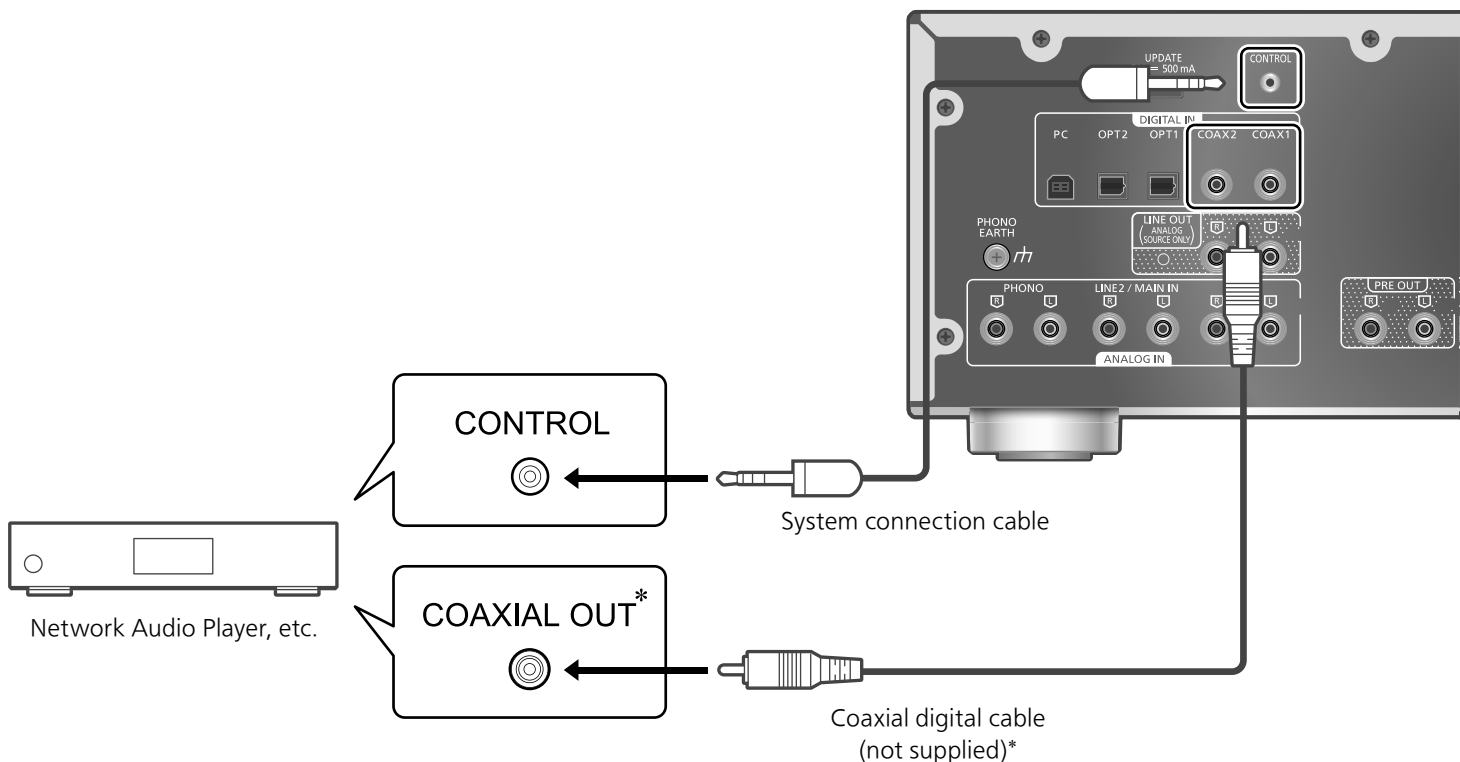 UPDATE
= 500 mA
CONTROL
DIGITAL IN
PC OPT2 OPT1 COAX2 COAX1
PHONO
EARTH
LINE OUT
(ANALOG
SOURCE ONLY)
R L
PHONO LINE2 / MAIN IN
R L R L R L
ANALOG IN
PRE OUT
R L
CONTROL
System connection cable
COAXIAL OUT*
Network Audio Player, etc.
Coaxial digital cable
(not supplied)*